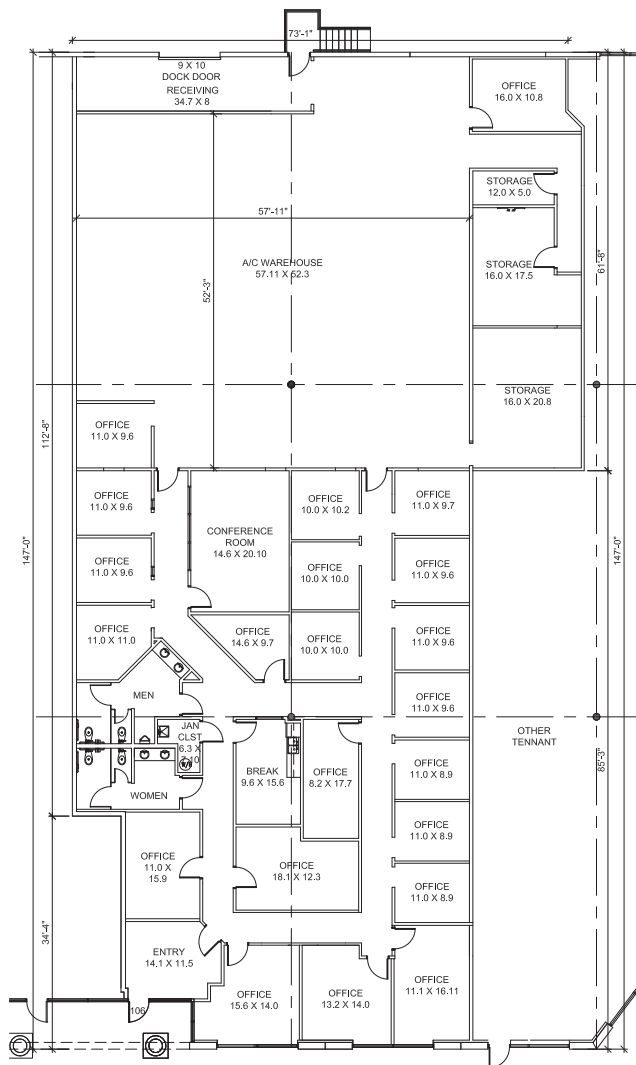 73'-1"
9 X 10
DOCK DOOR
RECEIVING
34.7 X 8
OFFICE
16.0 X 10.8
STORAGE
12.0 X 5.0
57'-11"
A/C WAREHOUSE
57.11 X 52.3
52'-3"
STORAGE
16.0 X 17.5
61'-8"
STORAGE
16.0 X 20.8
OFFICE
11.0 X 9.6
112'-8"
OFFICE
11.0 X 9.6
CONFERENCE
ROOM
14.6 X 20.10
OFFICE
10.0 X 10.2
OFFICE
11.0 X 9.7
147'-0"
147'-0"
OFFICE
11.0 X 9.6
OFFICE
10.0 X 10.0
OFFICE
11.0 X 9.6
OFFICE
11.0 X 11.0
OFFICE
14.6 X 9.7
OFFICE
10.0 X 10.0
OFFICE
11.0 X 9.6
MEN
OFFICE
11.0 X 9.6
JAN
CLST
6.3 X
7.10
OTHER
TENNANT
85'-3"
WOMEN
BREAK
9.6 X 15.6
OFFICE
8.2 X 17.7
OFFICE
11.0 X 8.9
OFFICE
11.0 X 8.9
OFFICE
11.0 X
15.9
OFFICE
18.1 X 12.3
OFFICE
11.0 X 8.9
34'-4"
ENTRY
14.1 X 11.5
OFFICE
15.6 X 14.0
OFFICE
13.2 X 14.0
OFFICE
11.1 X 16.11
106